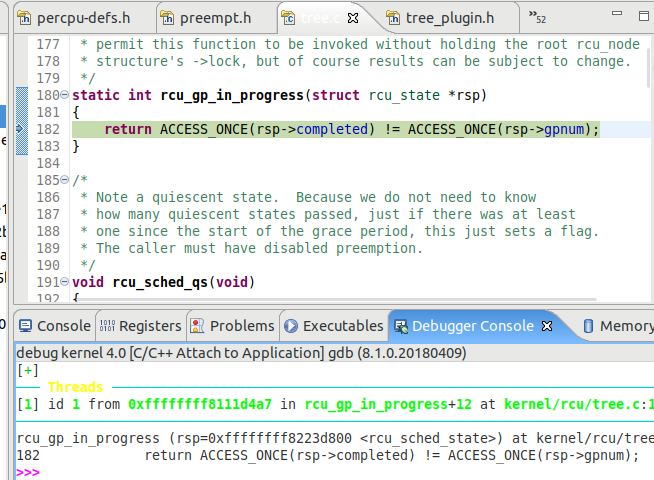 percpu-defs.h preempt.h tree.c tree_plugin.h »52
177 * permit this function to be invoked without holding the root rcu_node
178 * structure's ->lock, but of course results can be subject to change.
179 */
180 static int rcu_gp_in_progress(struct rcu_state *rsp)
181 {
182 return ACCESS_ONCE(rsp->completed) != ACCESS_ONCE(rsp->gpnum);
183 }
184
185 /*
186 * Note a quiescent state.  Because we do not need to know
187 * how many quiescent states passed, just if there was at least
188 * one since the start of the grace period, this just sets a flag.
189 * The caller must have disabled preemption.
190 */
191 void rcu_sched_qs(void)
192 {
Console Registers Problems Executables Debugger Console Memory
debug kernel 4.0 [C/C++ Attach to Application] gdb (8.1.0.20180409)
[+]
Threads
[1] id 1 from 0xffffffff8111d4a7 in rcu_gp_in_progress+12 at kernel/rcu/tree.c:1
rcu_gp_in_progress (rsp=0xffffffff8223d800 <rcu_sched_state>) at kernel/rcu/tree
182 return ACCESS_ONCE(rsp->completed) != ACCESS_ONCE(rsp->gpnum);
>>>